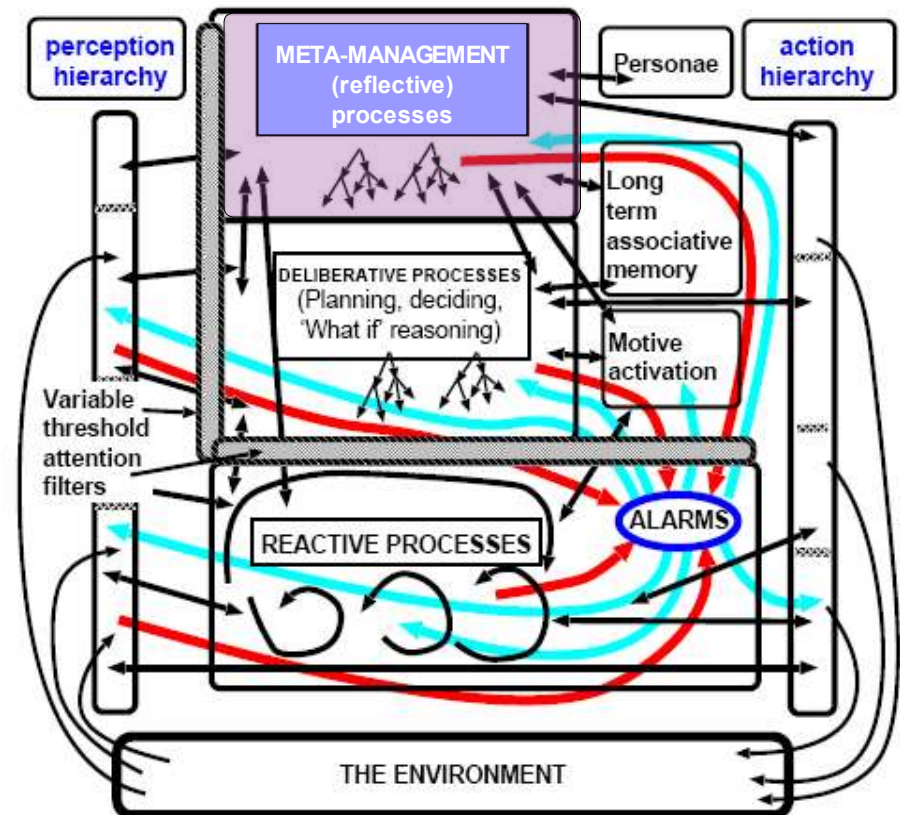 perception
hierarchy
META-MANAGEMENT
(reflective)
processes
Personae
action
hierarchy
Long
term
associative
memory
DELIBERATIVE PROCESSES
(Planning, deciding,
'What if' reasoning)
Motive
activation
Variable
threshold
attention
filters
ALARMS
REACTIVE PROCESSES
THE ENVIRONMENT